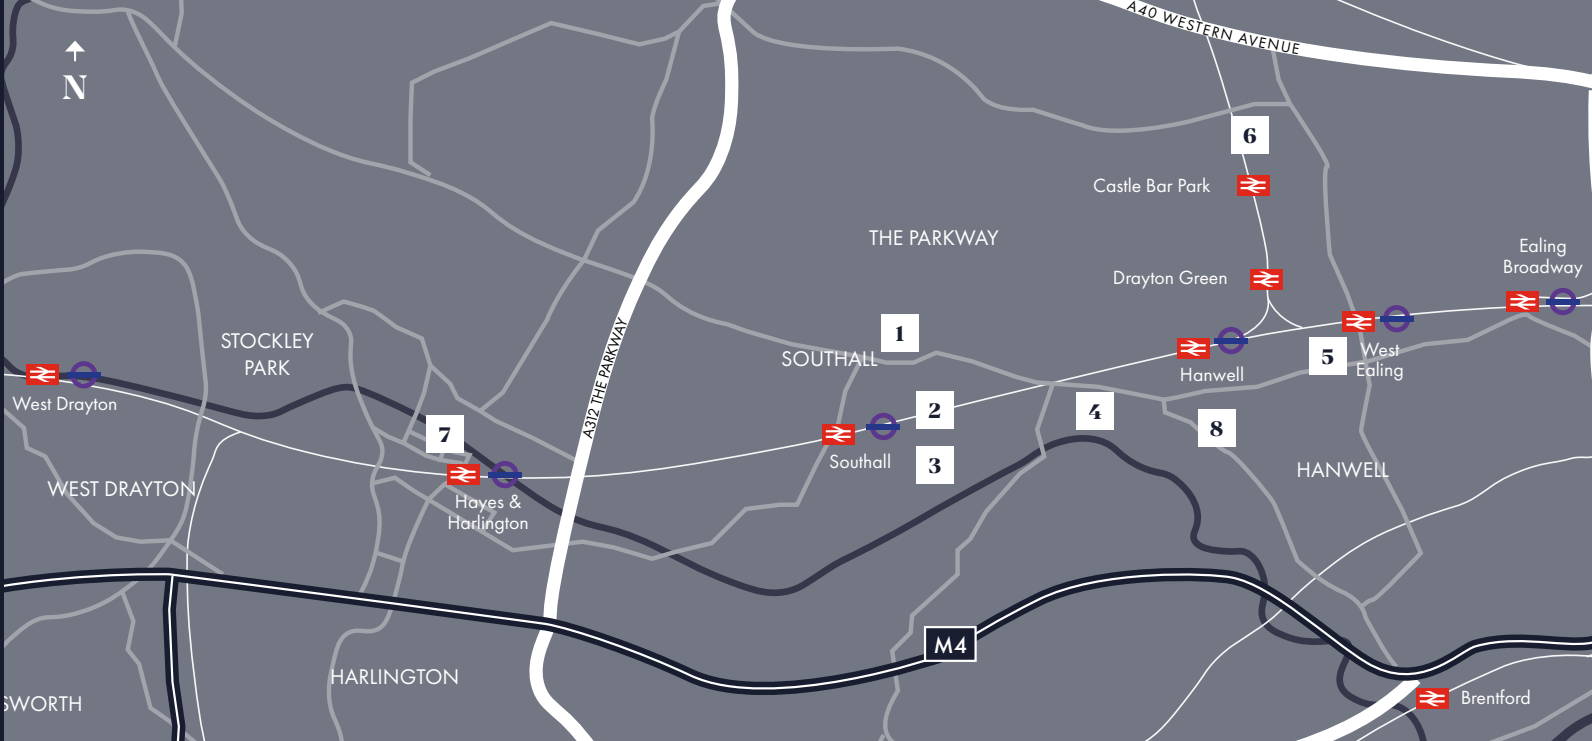 A40 WESTERN AVENUE
N
6
Castle Bar Park
THE PARKWAY
Drayton Green
Ealing
Broadway
A312 THE PARKWAY
STOCKLEY
PARK
1
SOUTHALL
5
West
Ealing
Hanwell
West Drayton
2
4
8
7
Southall
3
HANWELL
WEST DRAYTON
Hayes &
Harlington
M4
HARLINGTON
SWORTH
Brentford